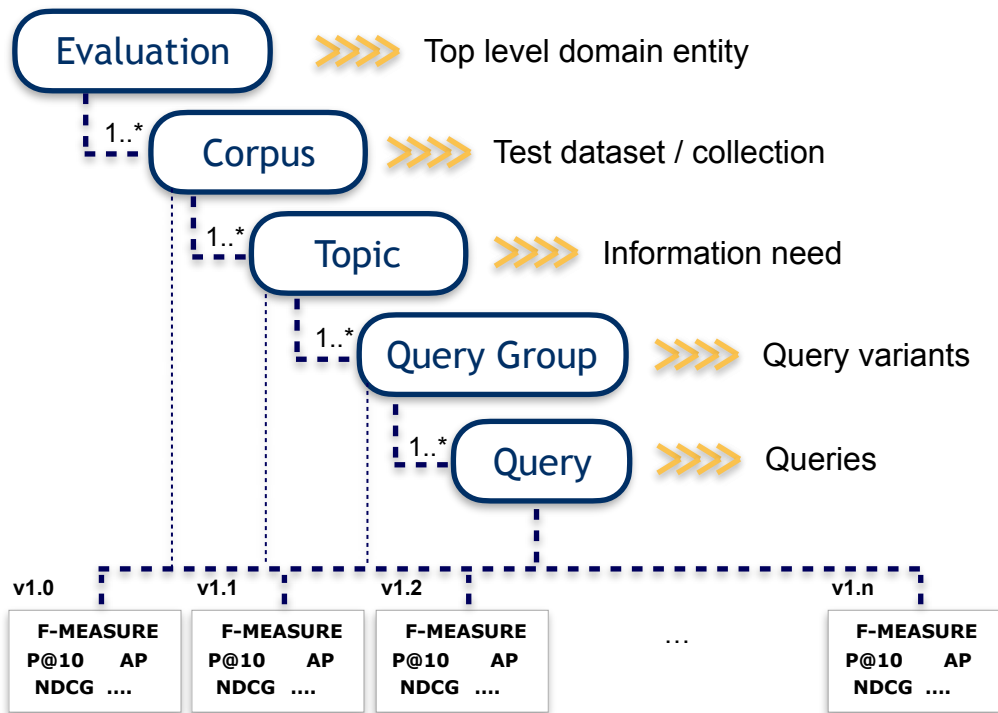 Evaluation
Top level domain entity
1..*
Corpus
Test dataset / collection
1..*
Topic
Information need
1..*
Query Group
Query variants
1..*
Query
Queries
v1.0
v1.1
v1.2
v1.n
F-MEASURE
P@10 AP
NDCG ....
F-MEASURE
P@10 AP
NDCG ....
F-MEASURE
P@10 AP
NDCG ....
...
F-MEASURE
P@10 AP
NDCG ....